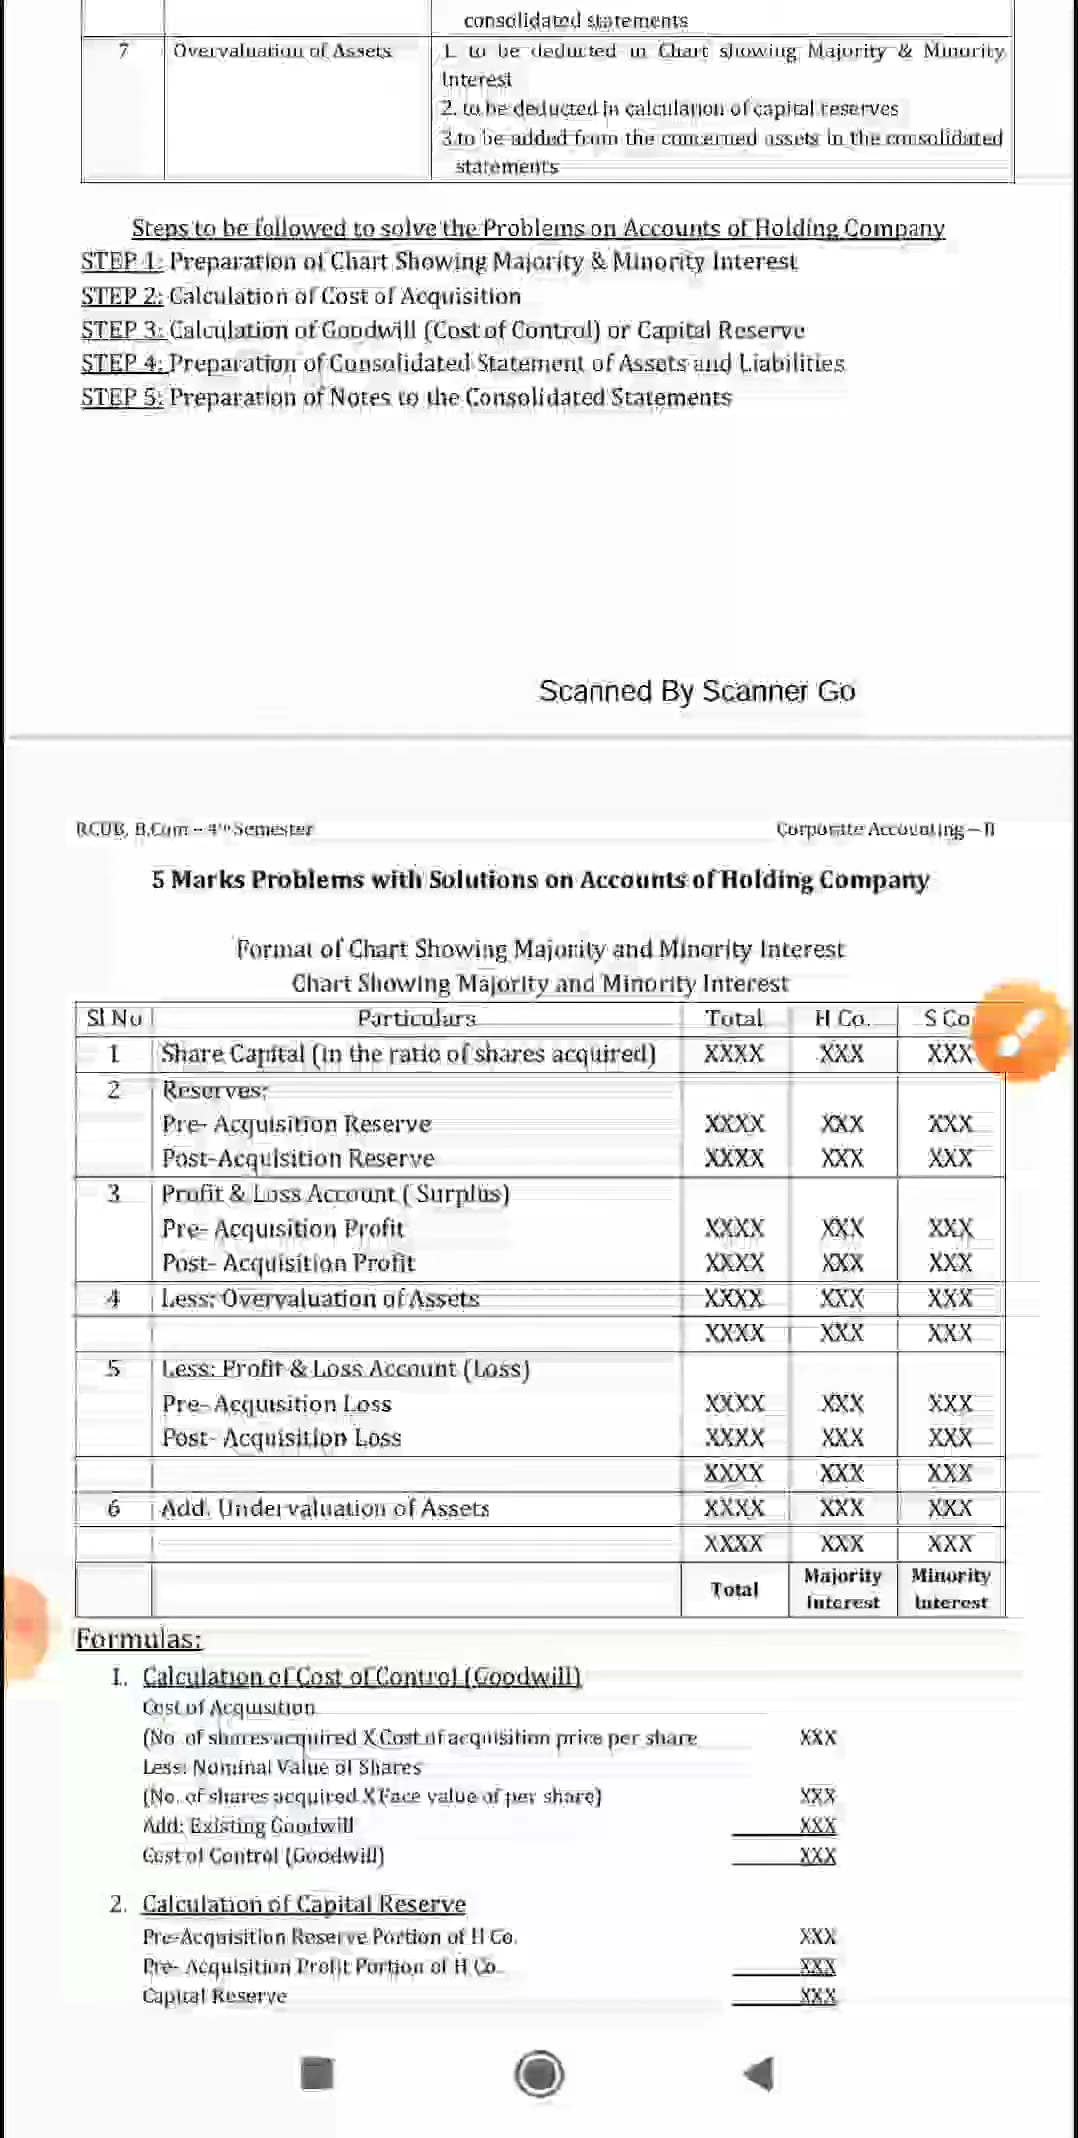 consolidated statements
7 Overvaluation of Assets 1. to be deducted in Chart showing Majority & Minority
Interest
2. to be deducted in calculation of capital reserves
3.to be added from the concerned assets in the consolidated
statements
Steps to be followed to solve the Problems on Accounts of Holding Company
STEP 1: Preparation of Chart Showing Majority & Minority Interest
STEP 2: Calculation of Cost of Acquisition
STEP 3: Calculation of Goodwill (Cost of Control) or Capital Reserve
STEP 4: Preparation of Consolidated Statement of Assets and Liabilities
STEP 5: Preparation of Notes to the Consolidated Statements
Scanned By Scanner Go
RCUB, B.Com – 4th Semester Corporate Accounting – II
5 Marks Problems with Solutions on Accounts of Holding Company
Format of Chart Showing Majority and Minority Interest
Chart Showing Majority and Minority Interest
Sl No Particulars Total H Co. S Co
1 Share Capital (in the ratio of shares acquired) XXXX XXX XXX
2 Reserves:
Pre- Acquisition Reserve XXXX XXX XXX
Post-Acquisition Reserve XXXX XXX XXX
3 Profit & Loss Account ( Surplus)
Pre- Acquisition Profit XXXX XXX XXX
Post- Acquisition Profit XXXX XXX XXX
4 Less: Overvaluation of Assets XXXX XXX XXX
XXXX XXX XXX
5 Less: Profit & Loss Account (Loss)
Pre- Acquisition Loss XXXX XXX XXX
Post- Acquisition Loss XXXX XXX XXX
XXXX XXX XXX
6 Add. Undervaluation of Assets XXXX XXX XXX
XXXX XXX XXX
Total Majority Interest Minority Interest
Formulas:
1. Calculation of Cost of Control (Goodwill)
Cost of Acquisition
(No. of shares acquired X Cost of acquisition price per share XXX
Less: Nominal Value of Shares
(No. of shares acquired X Face value of per share) XXX
Add: Existing Goodwill XXX
Cost of Control (Goodwill) XXX
2. Calculation of Capital Reserve
Pre-Acquisition Reserve Portion of H Co. XXX
Pre- Acquisition Profit Portion of H Co. XXX
Capital Reserve XXX